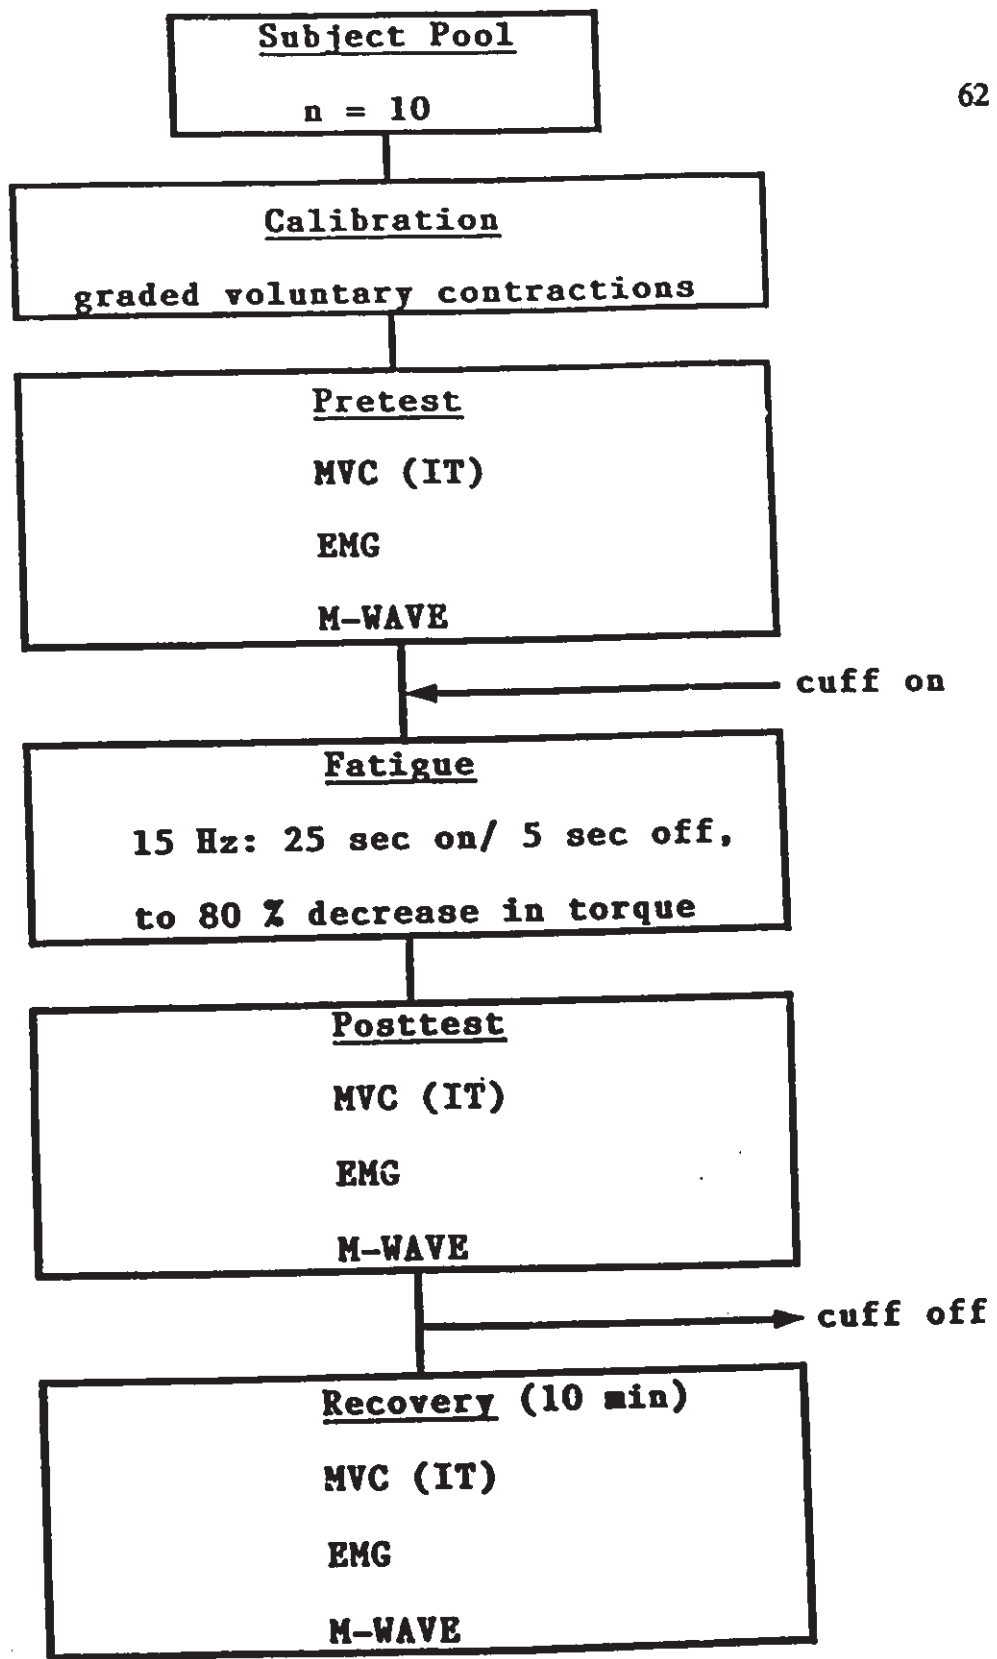 Subject Pool
n = 10
62
Calibration
graded voluntary contractions
Pretest
MVC (IT)
EMG
M-WAVE
cuff on
Fatigue
15 Hz: 25 sec on/ 5 sec off,
to 80 % decrease in torque
Posttest
MVC (IT)
EMG
M-WAVE
cuff off
Recovery (10 min)
MVC (IT)
EMG
M-WAVE